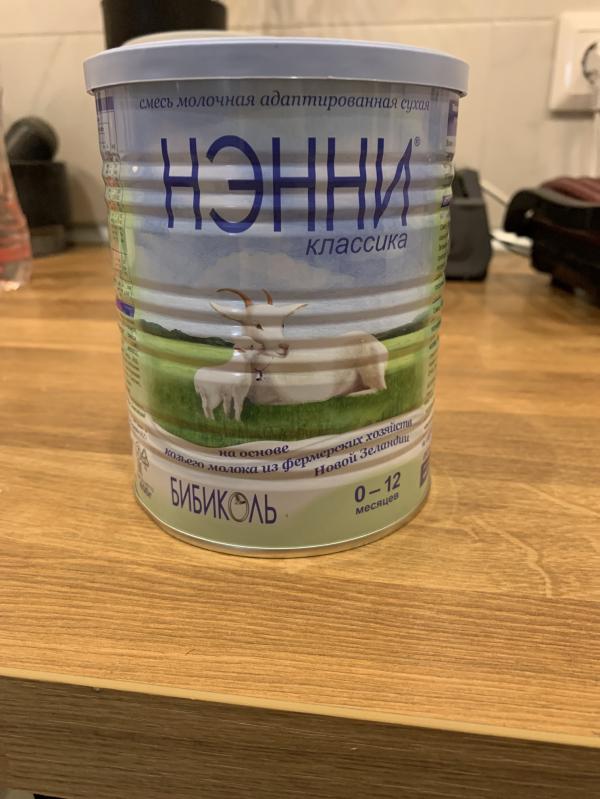 смесь молочная адаптированная сухая
НЭННИ®
классика
на основе
козьего молока из фермерских хозяйств
Новой Зеландии
БИБИКОЛЬ
0–12
месяцев